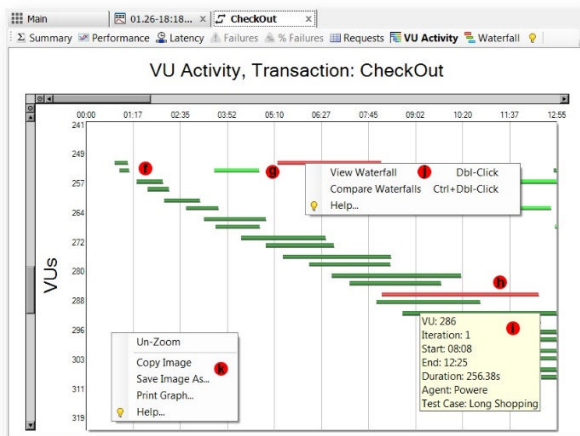 Main
01.26-18:18... x
CheckOut x
Σ Summary Performance Latency Failures % Failures Requests VU Activity Waterfall
VU Activity, Transaction: CheckOut
00:00 01:17 02:35 03:52 05:10 06:27 07:45 09:02 10:20 11:37 12:55
241
249
257
264
272
280
288
296
303
311
319
VUs
f
g
View Waterfall j Dbl-Click
Compare Waterfalls Ctrl+Dbl-Click
Help...
h
VU: 286
Iteration: 1
Start: 08:08
End: 12:25
Duration: 256.38s
Agent: Powere
Test Case: Long Shopping
i
Un-Zoom
Copy Image
k
Save Image As...
Print Graph...
Help...